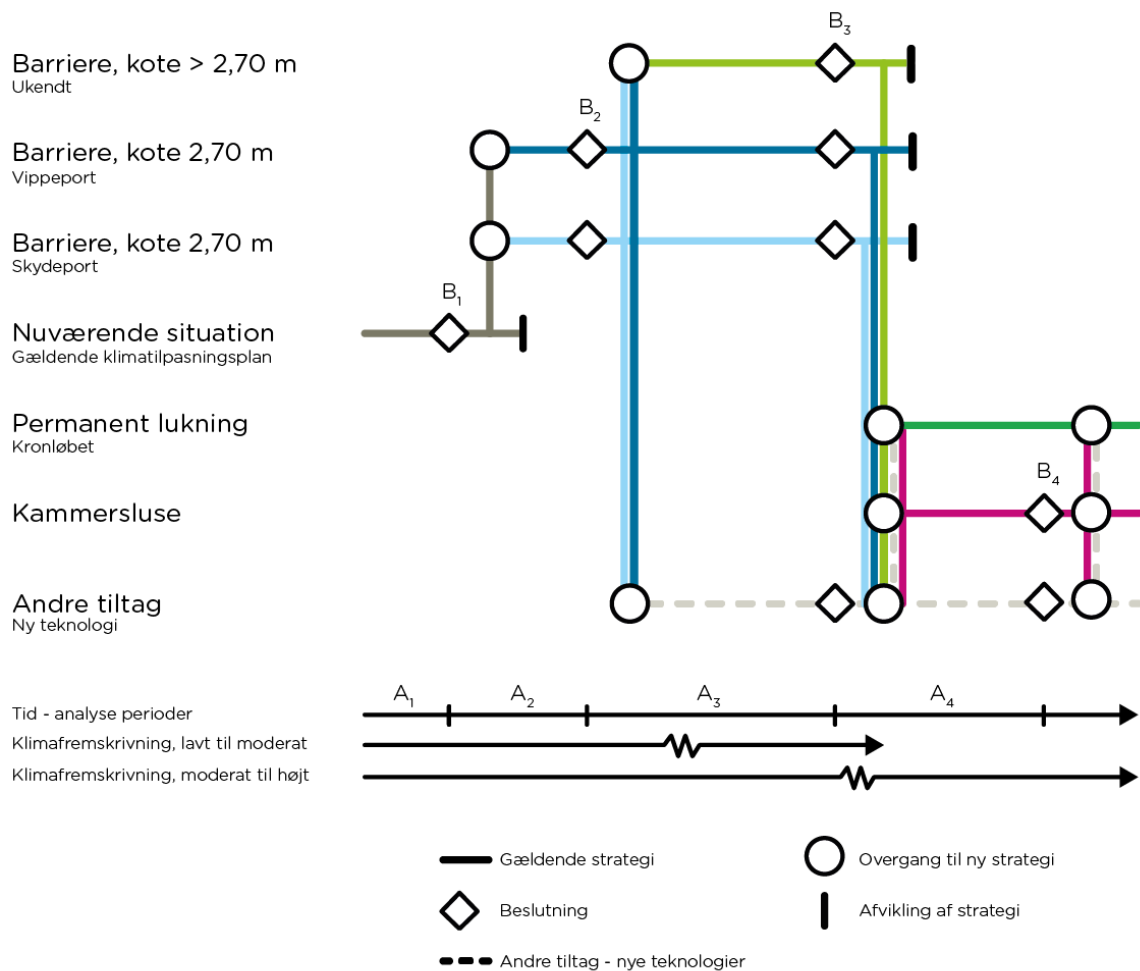 B₃
Barriere, kote > 2,70 m
Ukendt
B₂
Barriere, kote 2,70 m
Vippeport
Barriere, kote 2,70 m
Skydeport
B₁
Nuværende situation
Gældende klimatilpasningsplan
Permanent lukning
Kronløbet
B₄
Kammersluse
Andre tiltag
Ny teknologi
A₁ A₂ A₃ A₄
Tid - analyse perioder
Klimafremskrivning, lavt til moderat
Klimafremskrivning, moderat til højt
Gældende strategi
Overgang til ny strategi
Beslutning
Afvikling af strategi
Andre tiltag - nye teknologier